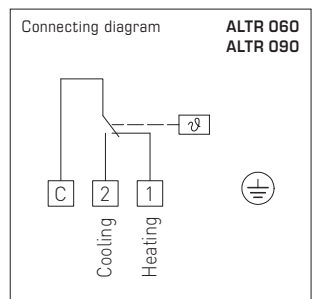 Connecting diagram ALTR 060
ALTR 090
ϑ
C 2 1
Cooling
Heating